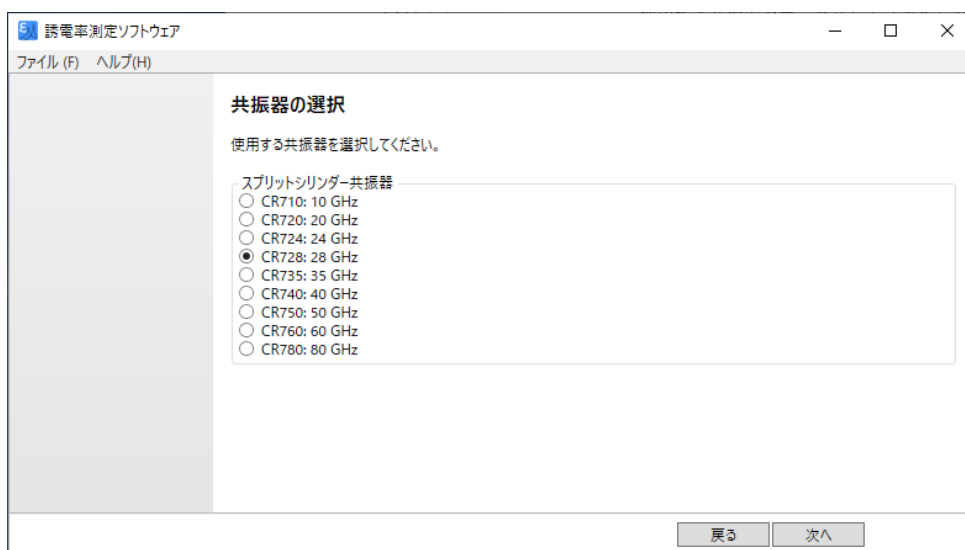 誘電率測定ソフトウェア
ファイル (F) ヘルプ(H)
共振器の選択
使用する共振器を選択してください。
スプリットシリンダー共振器
CR710: 10 GHz
CR720: 20 GHz
CR724: 24 GHz
CR728: 28 GHz
CR735: 35 GHz
CR740: 40 GHz
CR750: 50 GHz
CR760: 60 GHz
CR780: 80 GHz
戻る 次へ